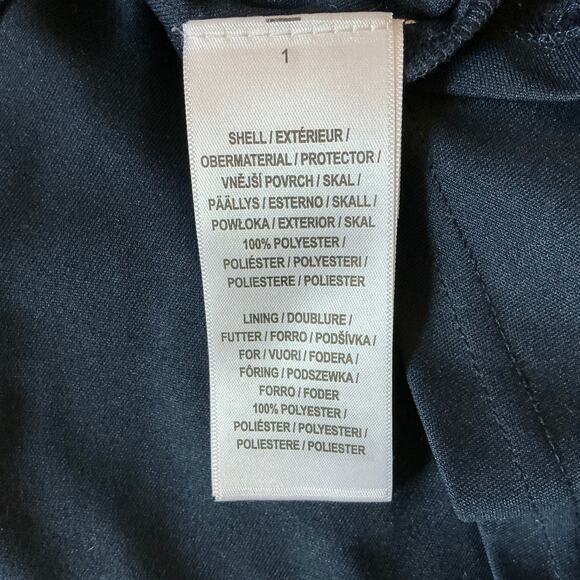 1
SHELL / EXTÉRIEUR /
OBERMATERIAL / PROTECTOR /
VNĚJŠÍ POVRCH / SKAL /
PÄÄLLYS / ESTERNO / SKALL /
POWŁOKA / EXTERIOR / SKAL
100% POLYESTER /
POLIÉSTER / POLYESTERI /
POLIESTERE / POLIESTER
LINING / DOUBLURE /
FUTTER / FORRO / PODŠÍVKA /
FOR / VUORI / FODERA /
FÔRING / PODSZEWKA /
FORRO / FODER
100% POLYESTER /
POLIÉSTER / POLYESTERI /
POLIESTERE / POLIESTER